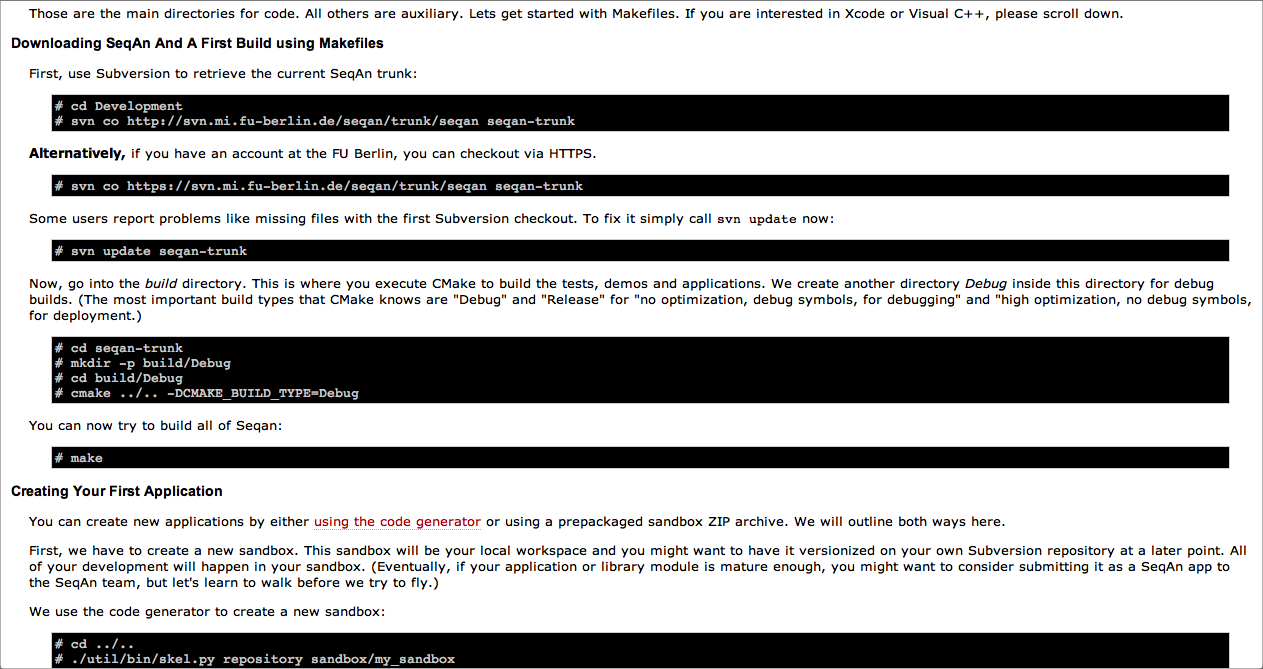 Those are the main directories for code. All others are auxiliary. Lets get started with Makefiles. If you are interested in Xcode or Visual C++, please scroll down.
Downloading SeqAn And A First Build using Makefiles
First, use Subversion to retrieve the current SeqAn trunk:
# cd Development
# svn co http://svn.mi.fu-berlin.de/seqan/trunk/seqan seqan-trunk
Alternatively, if you have an account at the FU Berlin, you can checkout via HTTPS.
# svn co https://svn.mi.fu-berlin.de/seqan/trunk/seqan seqan-trunk
Some users report problems like missing files with the first Subversion checkout. To fix it simply call svn update now:
# svn update seqan-trunk
Now, go into the build directory. This is where you execute CMake to build the tests, demos and applications. We create another directory Debug inside this directory for debug
builds. (The most important build types that CMake knows are "Debug" and "Release" for "no optimization, debug symbols, for debugging" and "high optimization, no debug symbols,
for deployment.)
# cd seqan-trunk
# mkdir -p build/Debug
# cd build/Debug
# cmake ../.. -DCMAKE_BUILD_TYPE=Debug
You can now try to build all of Seqan:
# make
Creating Your First Application
You can create new applications by either using the code generator or using a prepackaged sandbox ZIP archive. We will outline both ways here.
First, we have to create a new sandbox. This sandbox will be your local workspace and you might want to have it versionized on your own Subversion repository at a later point. All
of your development will happen in your sandbox. (Eventually, if your application or library module is mature enough, you might want to consider submitting it as a SeqAn app to
the SeqAn team, but let's learn to walk before we try to fly.)
We use the code generator to create a new sandbox:
# cd ../..
# ./util/bin/skel.py repository sandbox/my_sandbox